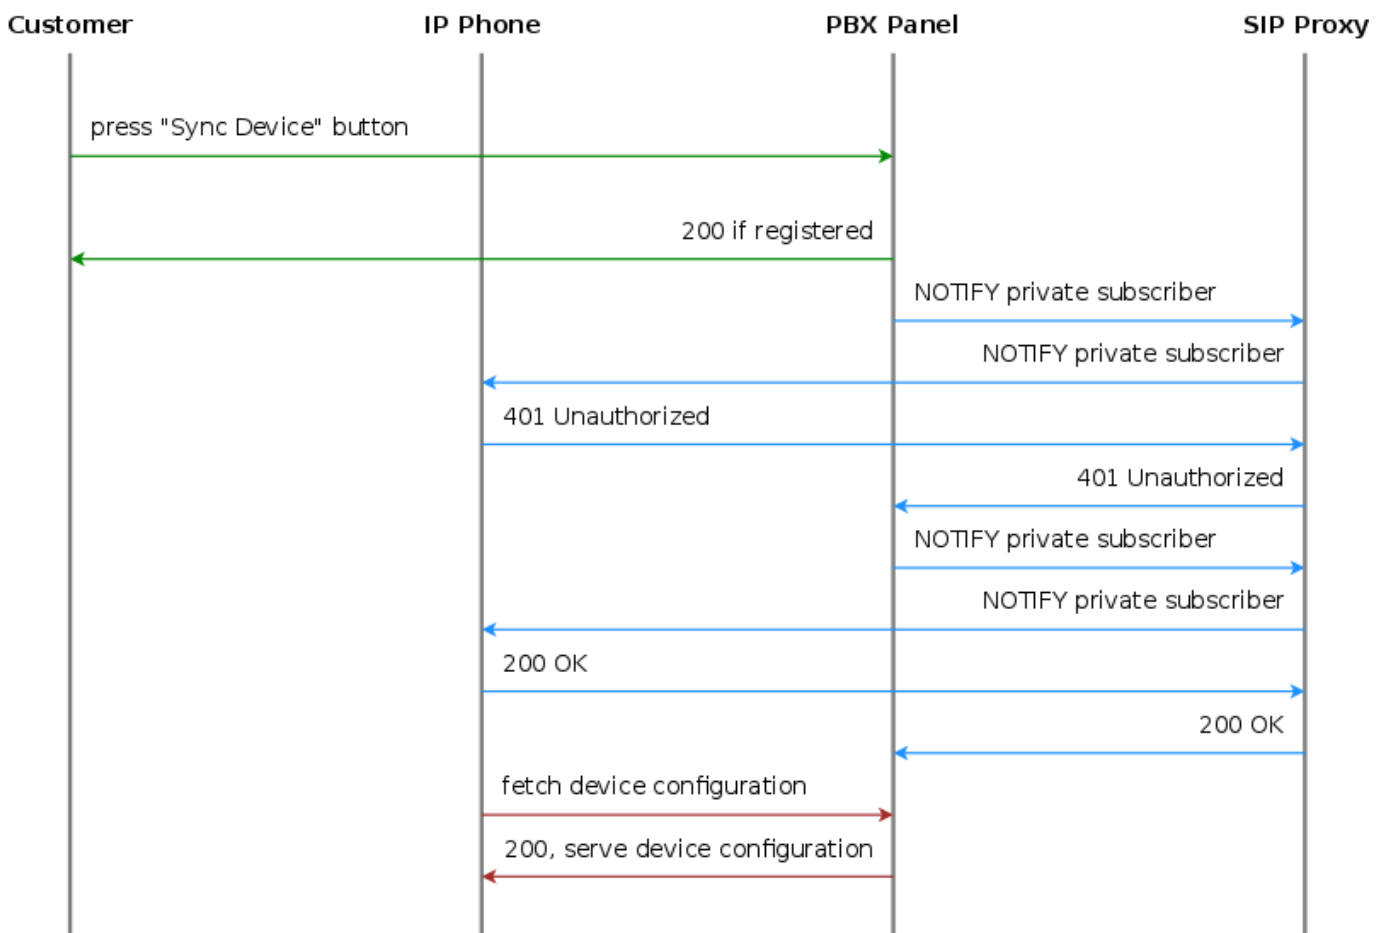 Customer IP Phone PBX Panel SIP Proxy
press "Sync Device" button
200 if registered
NOTIFY private subscriber
NOTIFY private subscriber
401 Unauthorized
401 Unauthorized
NOTIFY private subscriber
NOTIFY private subscriber
200 OK
200 OK
fetch device configuration
200, serve device configuration